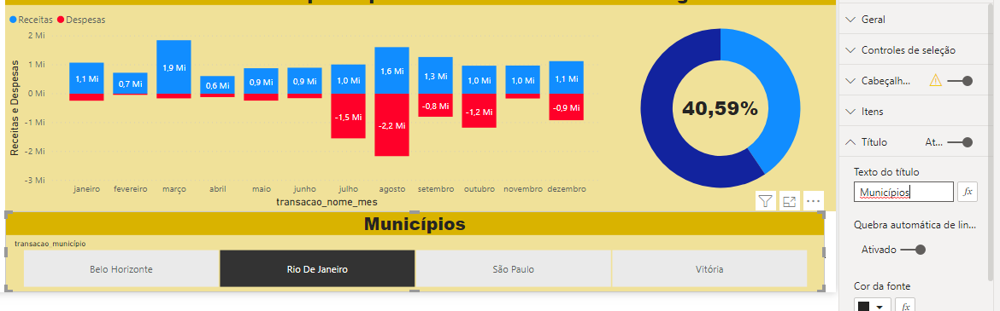 Receitas Despesas
2 Mi
1 Mi
0 Mi
-1 Mi
-2 Mi
-3 Mi
Receitas e Despesas
1,1 Mi
0,7 Mi
1,9 Mi
0,6 Mi
0,9 Mi
0,9 Mi
1,0 Mi
1,6 Mi
1,3 Mi
1,0 Mi
1,0 Mi
1,1 Mi
-1,5 Mi
-2,2 Mi
-0,8 Mi
-1,2 Mi
-0,9 Mi
janeiro fevereiro março abril maio junho julho agosto setembro outubro novembro dezembro
transacao_nome_mes
40,59%
Municípios
transacao_município
Belo Horizonte Rio De Janeiro São Paulo Vitória
Geral
Controles de seleção
Cabeçalh...
Itens
Título At...
Texto do título
Municípios fx
Quebra automática de lin...
Ativado
Cor da fonte
fx